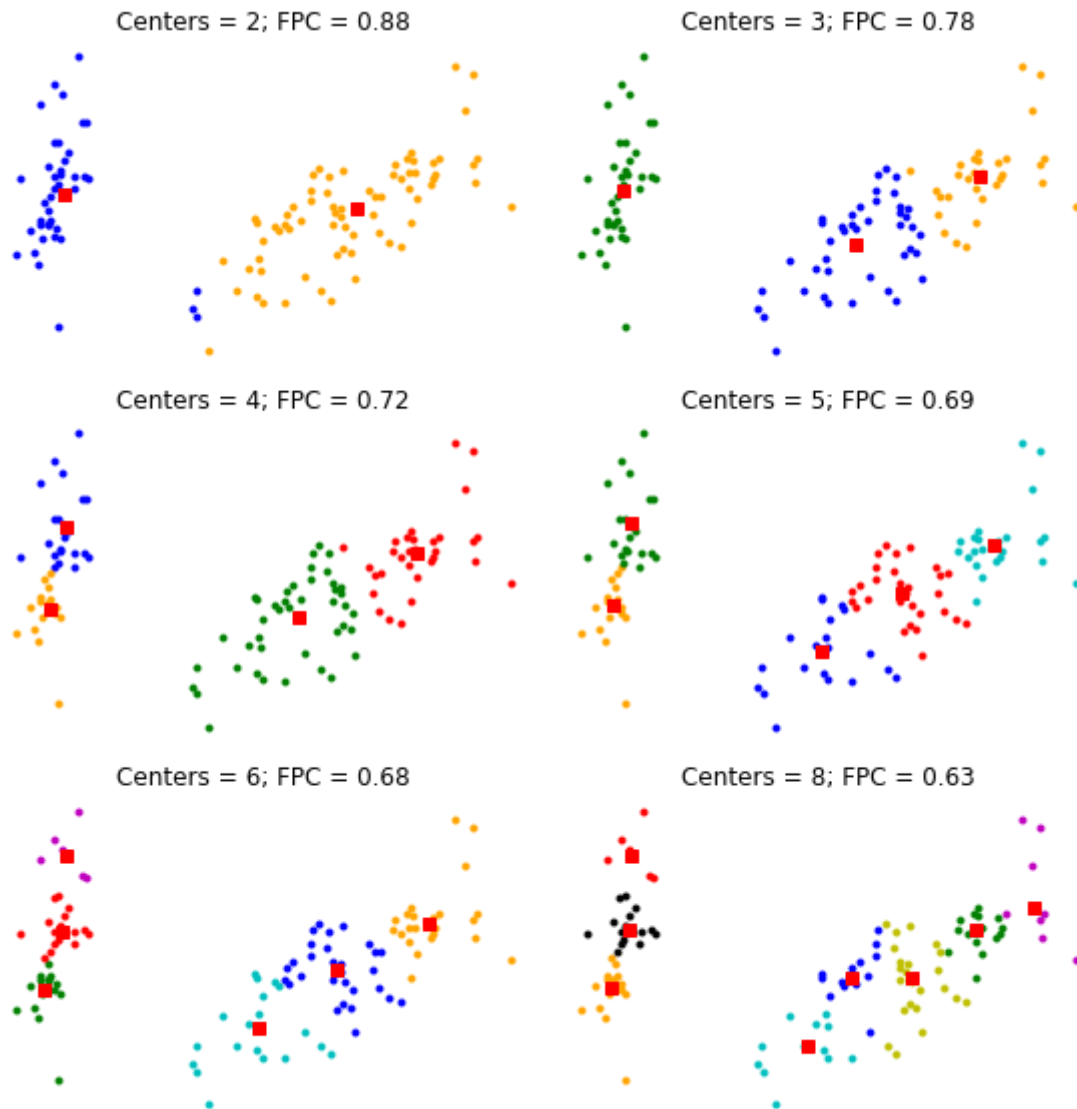 Centers = 2; FPC = 0.88
Centers = 3; FPC = 0.78
Centers = 4; FPC = 0.72
Centers = 5; FPC = 0.69
Centers = 6; FPC = 0.68
Centers = 8; FPC = 0.63